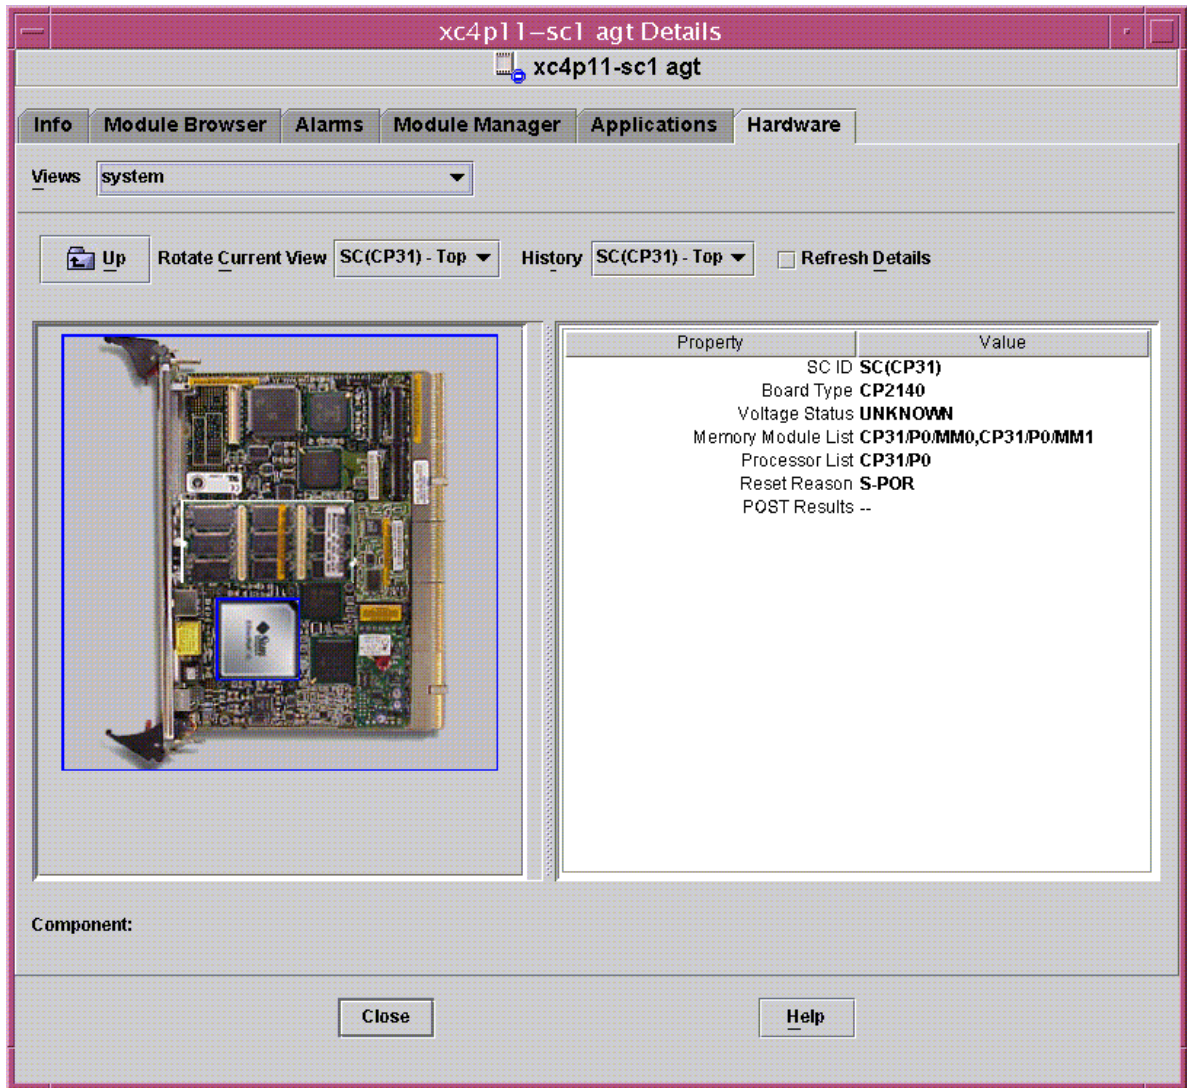 xc4p11–sc1 agt Details
xc4p11-sc1 agt
Info Module Browser Alarms Module Manager Applications Hardware
Views system
Up Rotate Current View SC(CP31) - Top History SC(CP31) - Top Refresh Details
Property Value
SC ID SC(CP31)
Board Type CP2140
Voltage Status UNKNOWN
Memory Module List CP31/P0/MM0,CP31/P0/MM1
Processor List CP31/P0
Reset Reason S-POR
POST Results --
Sun
Component:
Close Help